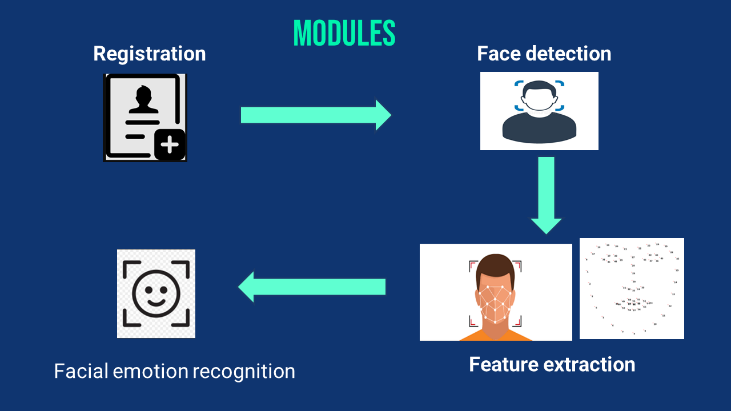 MODULES
Registration
Face detection
Facial emotion recognition
Feature extraction